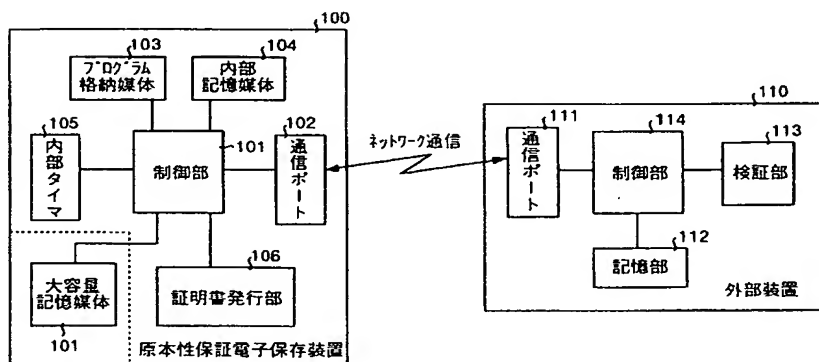 100
103
プログラム
格納媒体
104
内部
記憶媒体
105
内部タイマ
制御部
101
102
通信ポート
ネットワーク通信
大容量
記憶媒体
101
106
証明書発行部
原本性保証電子保存装置
110
111
通信ポート
114
制御部
113
検証部
112
記憶部
外部装置